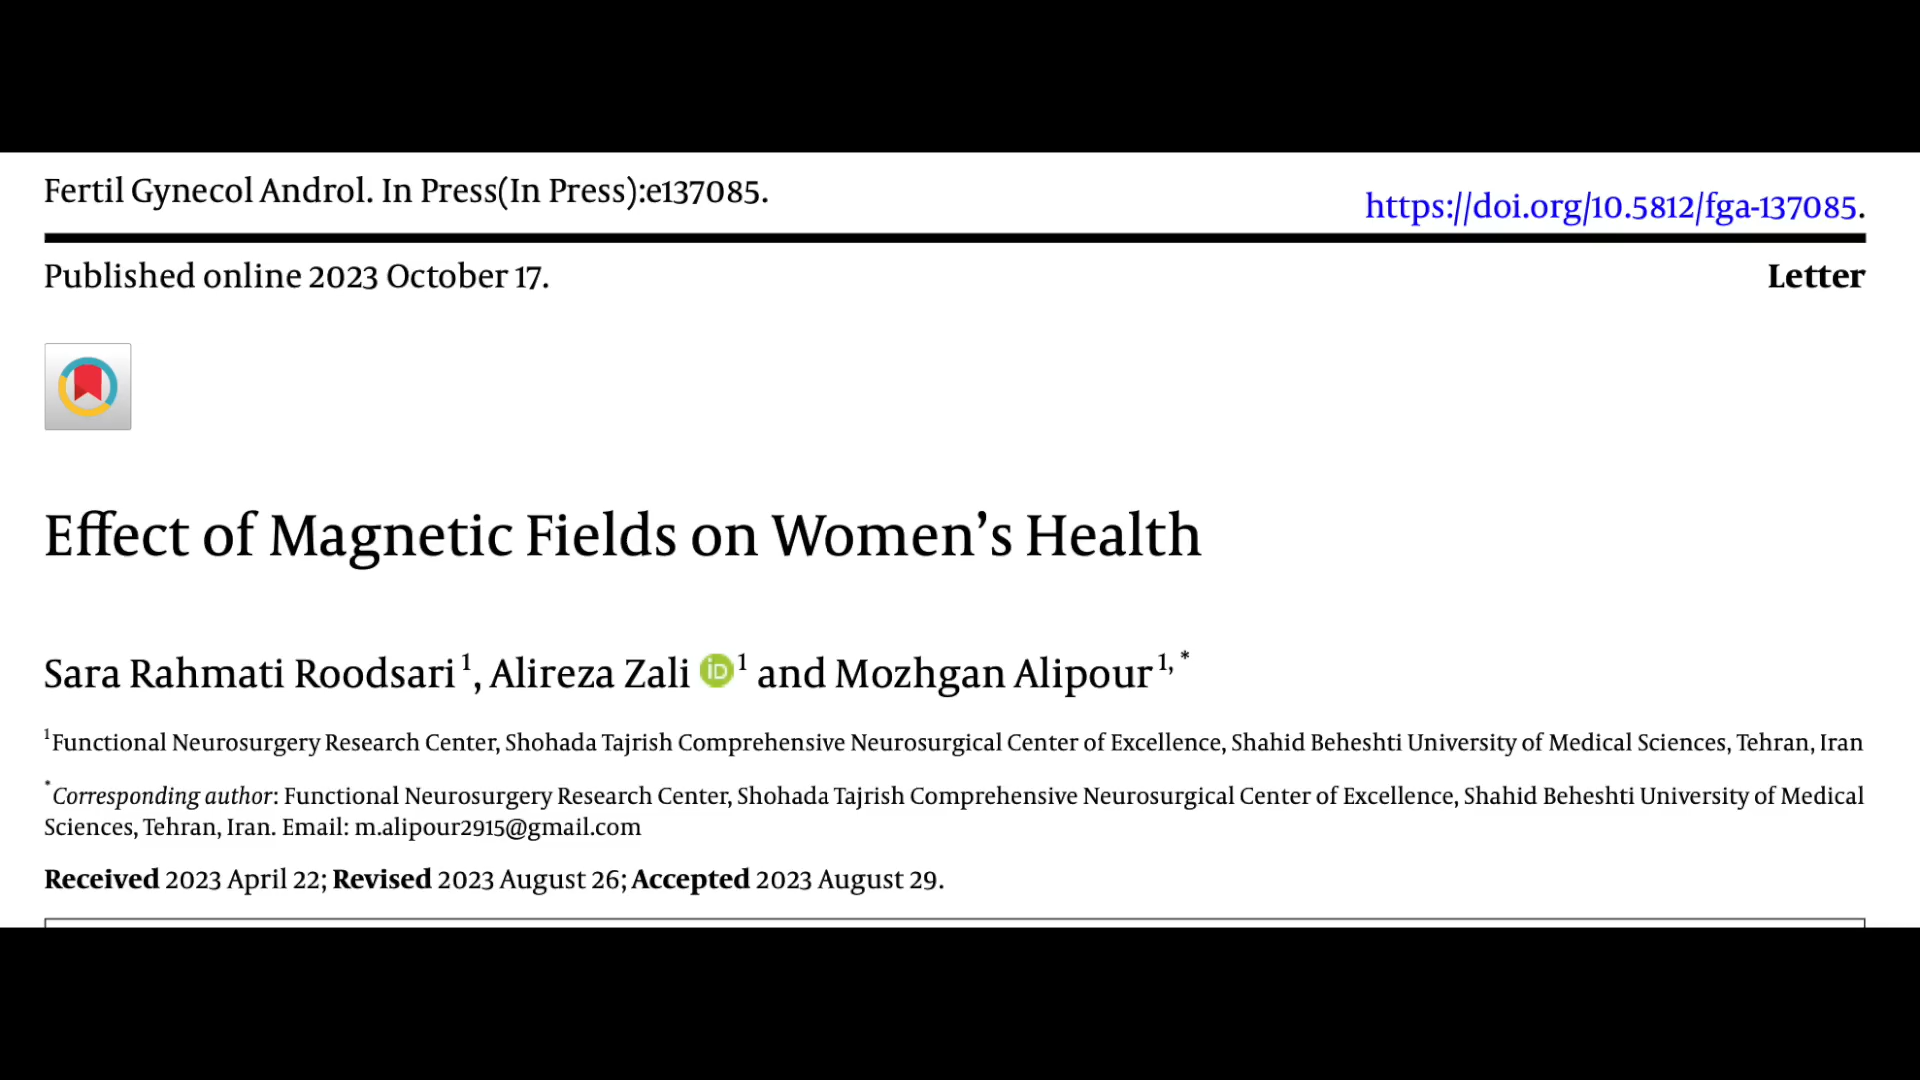 Fertil Gynecol Androl. In Press(In Press):e137085.
https://doi.org/10.5812/fga-137085.
Published online 2023 October 17.
Letter
Effect of Magnetic Fields on Women’s Health
Sara Rahmati Roodsari 1, Alireza Zali iD 1 and Mozhgan Alipour 1, *
1 Functional Neurosurgery Research Center, Shohada Tajrish Comprehensive Neurosurgical Center of Excellence, Shahid Beheshti University of Medical Sciences, Tehran, Iran
* Corresponding author: Functional Neurosurgery Research Center, Shohada Tajrish Comprehensive Neurosurgical Center of Excellence, Shahid Beheshti University of Medical
Sciences, Tehran, Iran. Email: m.alipour2915@gmail.com
Received 2023 April 22; Revised 2023 August 26; Accepted 2023 August 29.